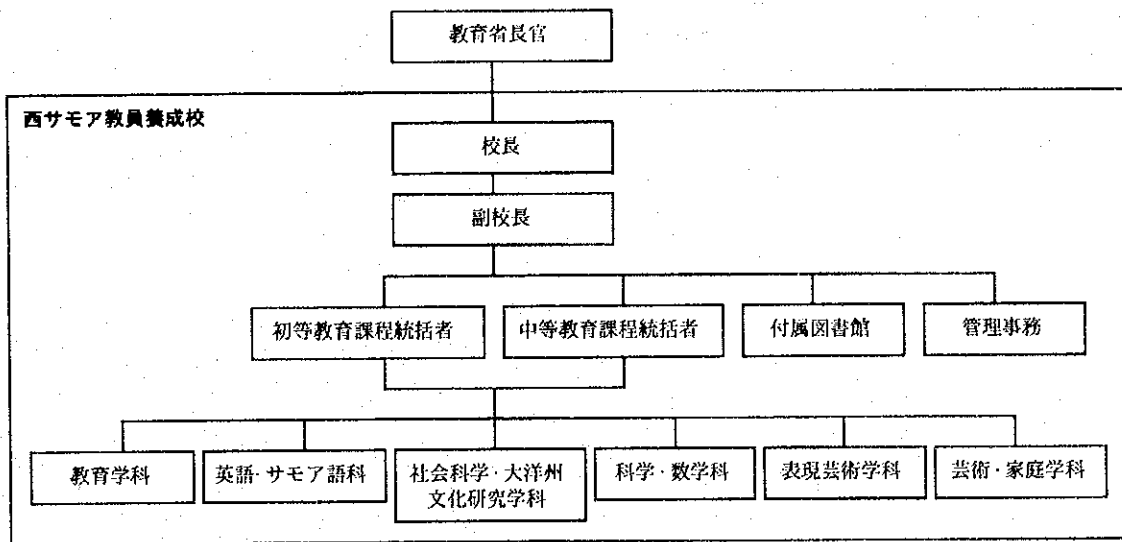 教育省長官
西サモア教員養成校
校長
副校長
初等教育課程統括者
中等教育課程統括者
付属図書館
管理事務
教育学科
英語・サモア語科
社会科学・大洋州
文化研究学科
科学・数学科
表現芸術学科
芸術・家庭学科